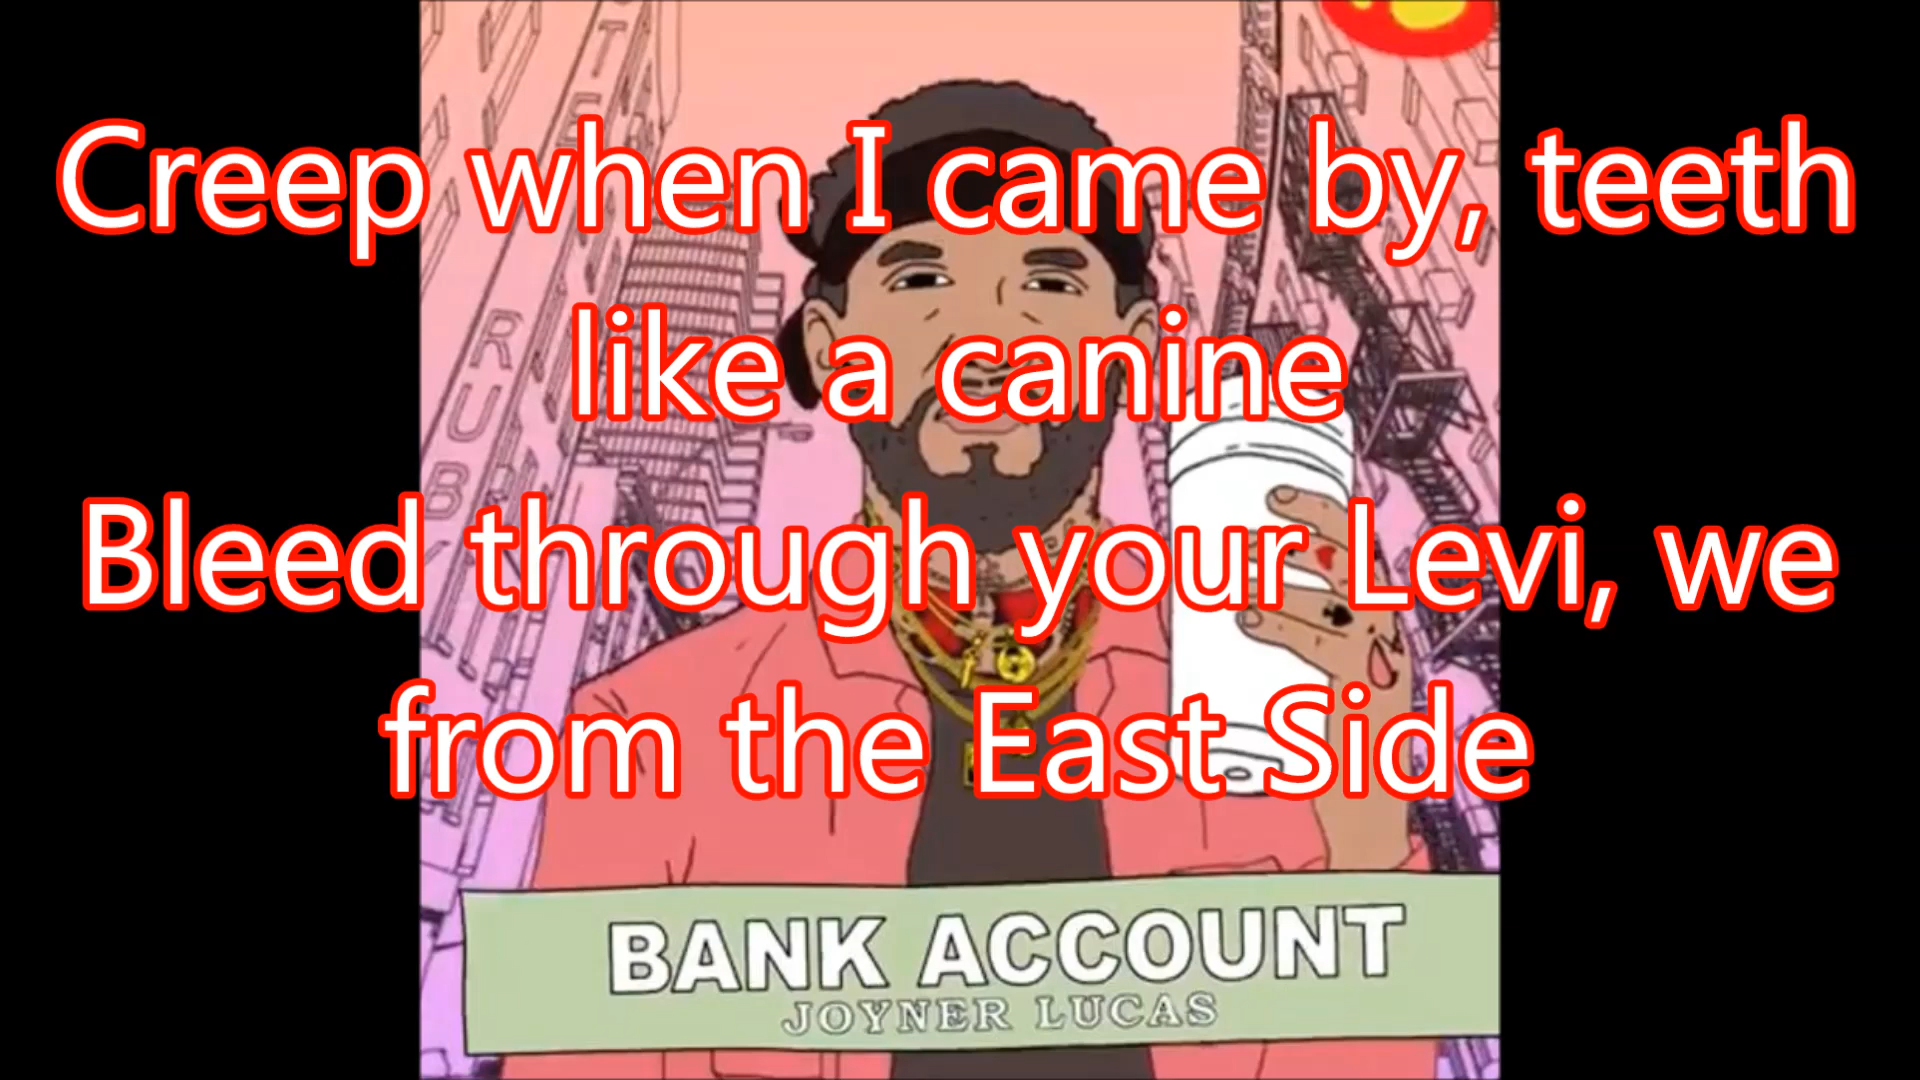 Creep when I came by, teeth
like a canine
Bleed through your Levi, we
from the East Side
RUBY
BANK ACCOUNT
JOYNER LUCAS